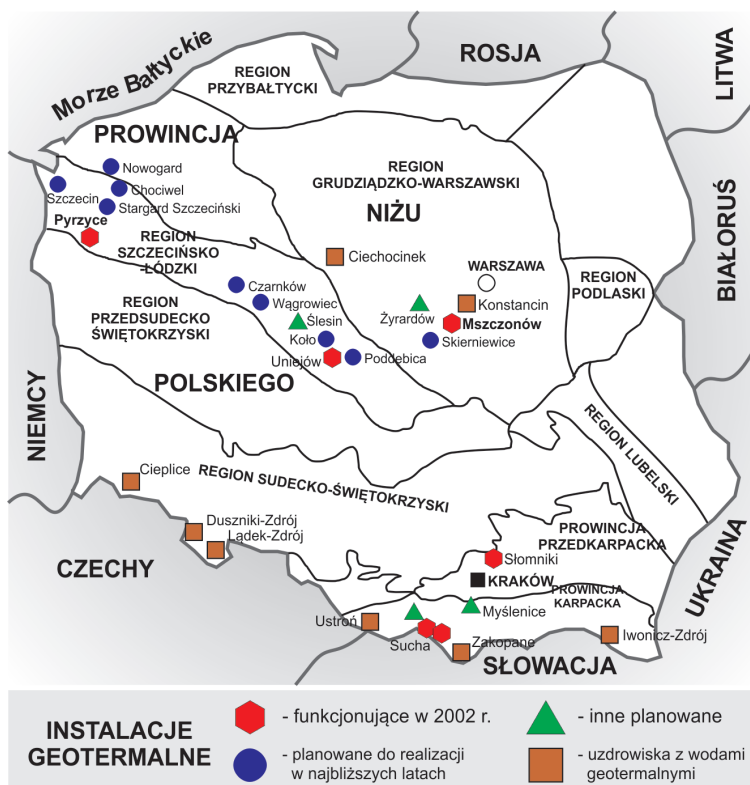 Morze Bałtyckie
ROSJA
LITWA
REGION
PRZYBAŁTYCKI
PROWINCJA
Nowogard
Chociwel
Szczecin
Stargard Szczeciński
Pyrzyce
REGION
GRUDZIĄDZKO-WARSZAWSKI
NIŻU
BIAŁORUŚ
REGION
SZCZECIŃSKO
-ŁÓDZKI
Ciechocinek
WARSZAWA
REGION
PODLASKI
Czarnków
Wągrowiec
Konstancin
REGION
PRZEDSUDECKO
ŚWIĘTOKRZYSKI
Ślesin
Żyrardów
Mszczonów
Koło
Skierniewice
Uniejów
Poddębica
POLSKIEGO
NIEMCY
REGION LUBELSKI
Cieplice
REGION SUDECKO-ŚWIĘTOKRZYSKI
Duszniki-Zdrój
Lądek-Zdrój
PROWINCJA
PRZEDKARPACKA
UKRAINA
CZECHY
Słomniki
KRAKÓW
PROWINCJA
KARPACKA
Myślenice
Ustroń
Sucha
Zakopane
Iwonicz-Zdrój
SŁOWACJA
INSTALACJE
GEOTERMALNE
- funkcjonujące w 2002 r.
- inne planowane
- planowane do realizacji
w najbliższych latach
- uzdrowiska z wodami
geotermalnymi